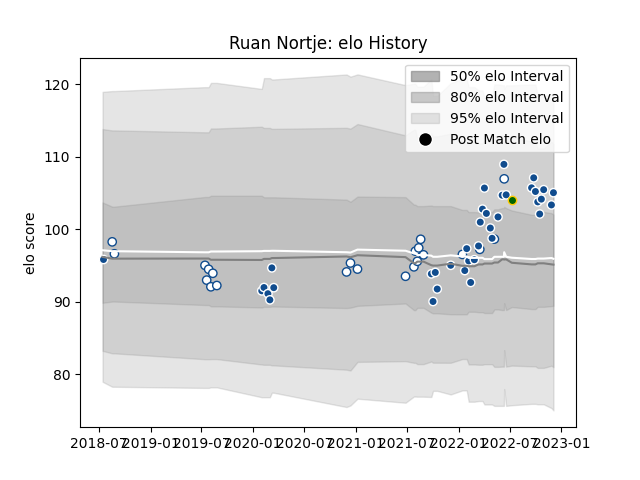 Ruan Nortje: elo History
50% elo Interval
80% elo Interval
95% elo Interval
Post Match elo
elo score
120
110
100
90
80
2018-07 2019-01 2019-07 2020-01 2020-07 2021-01 2021-07 2022-01 2022-07 2023-01